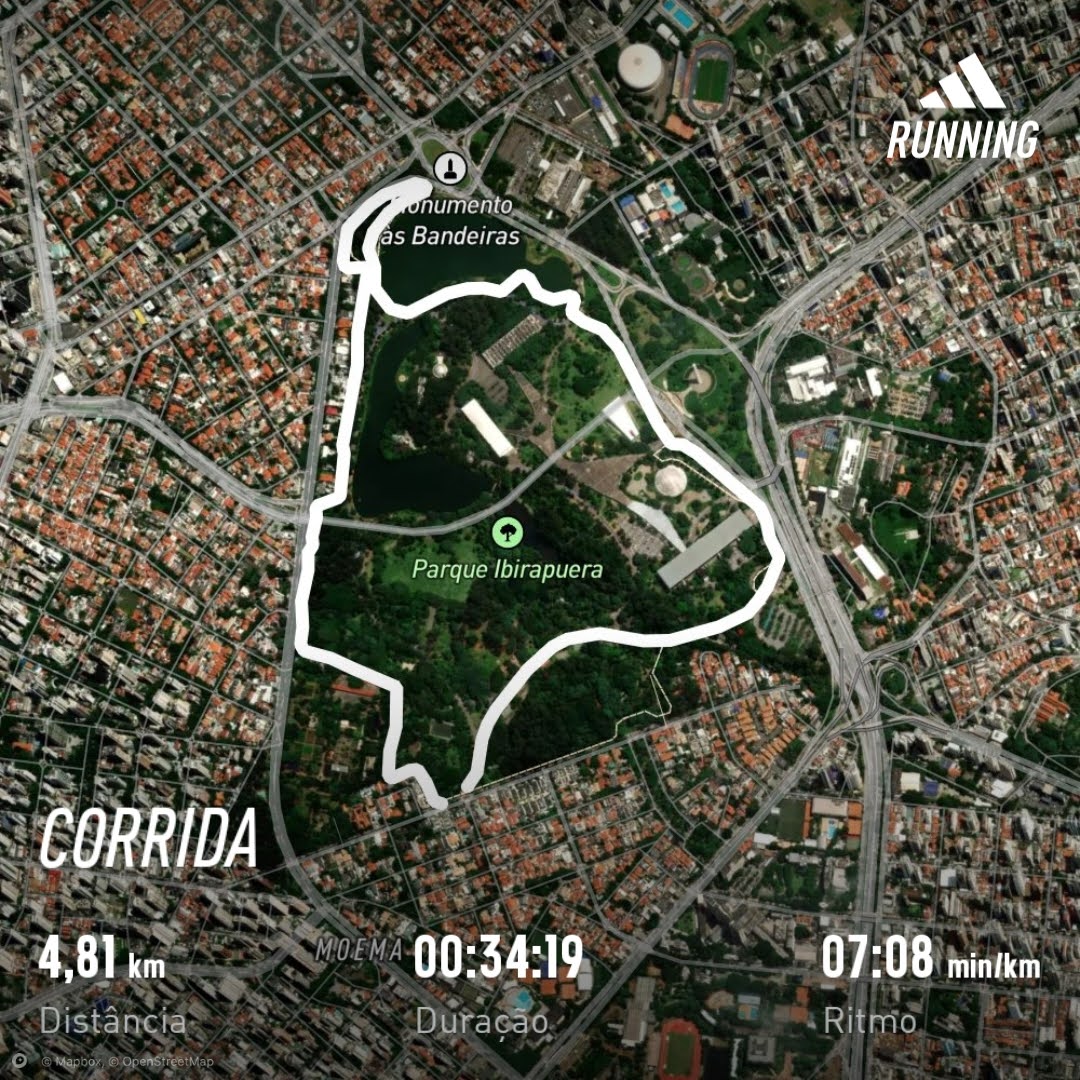 RUNNING
Monumento
às Bandeiras
Parque Ibirapuera
CORRIDA
MOEMA
4,81 km
00:34:19
07:08 min/km
Distância
Duração
Ritmo
© Mapbox, © OpenStreetMap